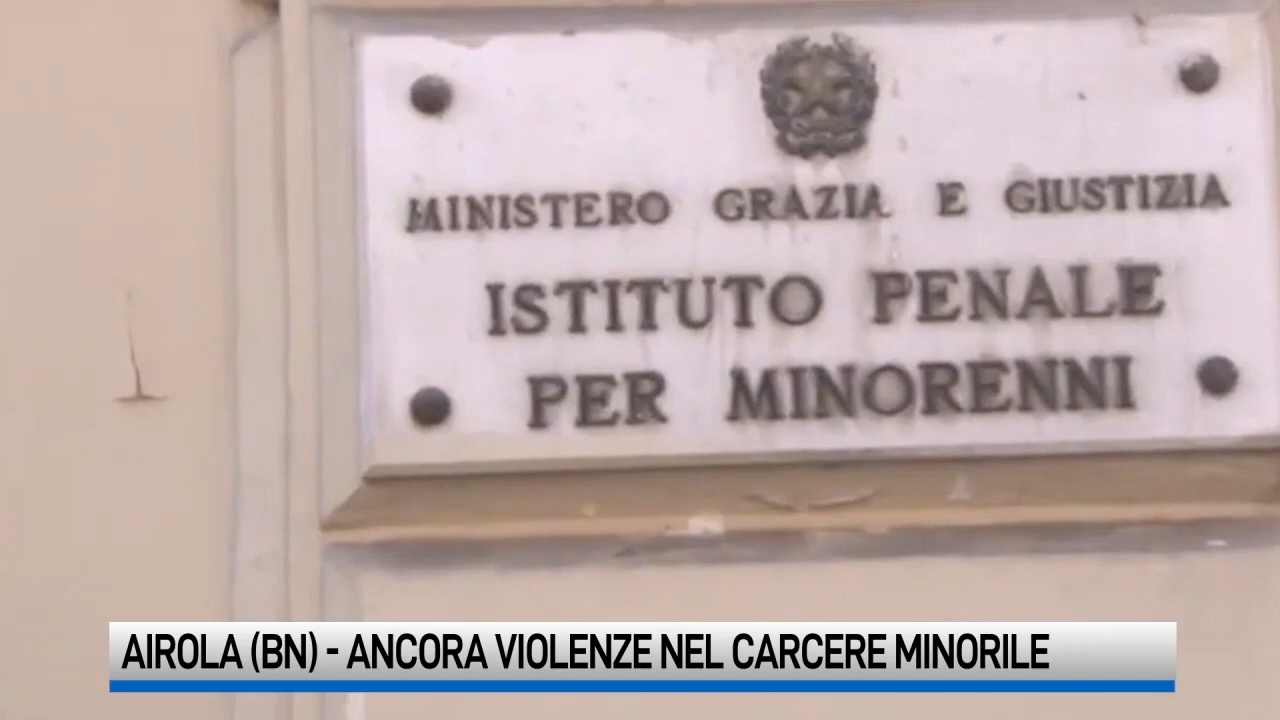 MINISTERO GRAZIA E GIUSTIZIA
ISTITUTO PENALE
PER MINORENNI
AIROLA (BN) - ANCORA VIOLENZE NEL CARCERE MINORILE